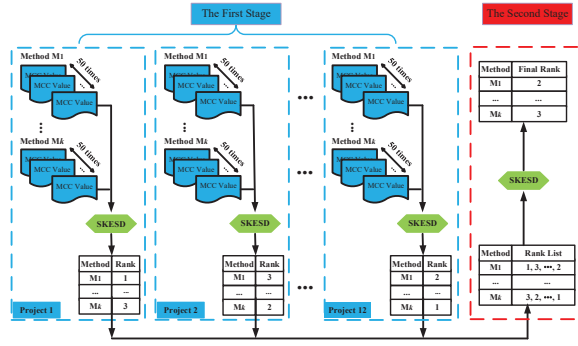 The First Stage
The Second Stage
Method M1
50 times
...
MCC Value
MCC Value
MCC Value
...
Method Mk
50 times
...
MCC Value
MCC Value
MCC Value
SKESD
Method Rank
M1 1
... ...
Mk 3
Project 1
Method M1
50 times
...
MCC Value
MCC Value
MCC Value
...
Method Mk
50 times
...
MCC Value
MCC Value
MCC Value
SKESD
Method Rank
M1 3
... ...
Mk 2
Project 2
...
...
...
Method M1
50 times
...
MCC Value
MCC Value
MCC Value
...
Method Mk
50 times
...
MCC Value
MCC Value
MCC Value
SKESD
Method Rank
M1 2
... ...
Mk 1
Project 12
Method Final Rank
M1 2
... ...
Mk 3
SKESD
Method Rank List
M1 1, 3, •••, 2
... ...
Mk 3, 2, •••, 1